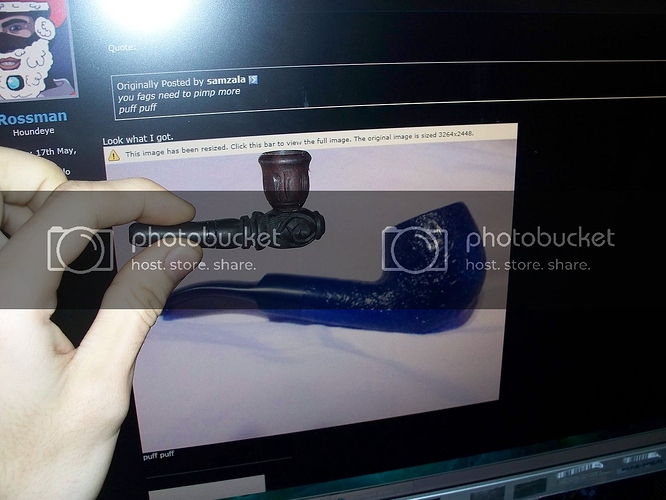 Quote:
Originally Posted by samzala
you fags need to pimp more
puff puff
Rossman
Houndeye
17th May,
Look what I got.
This image has been resized. Click this bar to view the full image. The original image is sized 3264x2448.
photobucket
host. store. share.
photobucket
host. store. share.
puff puff